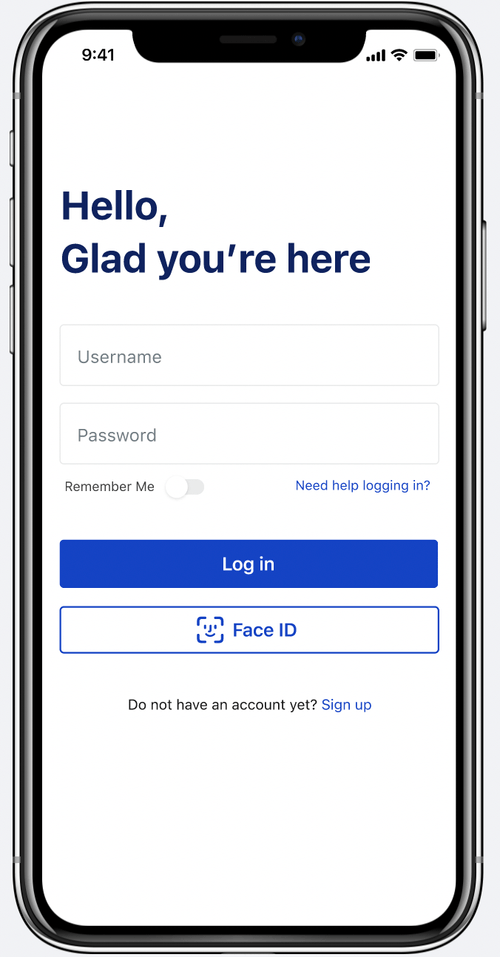 9:41
Hello,
Glad you’re here
Username
Password
Remember Me
Need help logging in?
Log in
Face ID
Do not have an account yet? Sign up